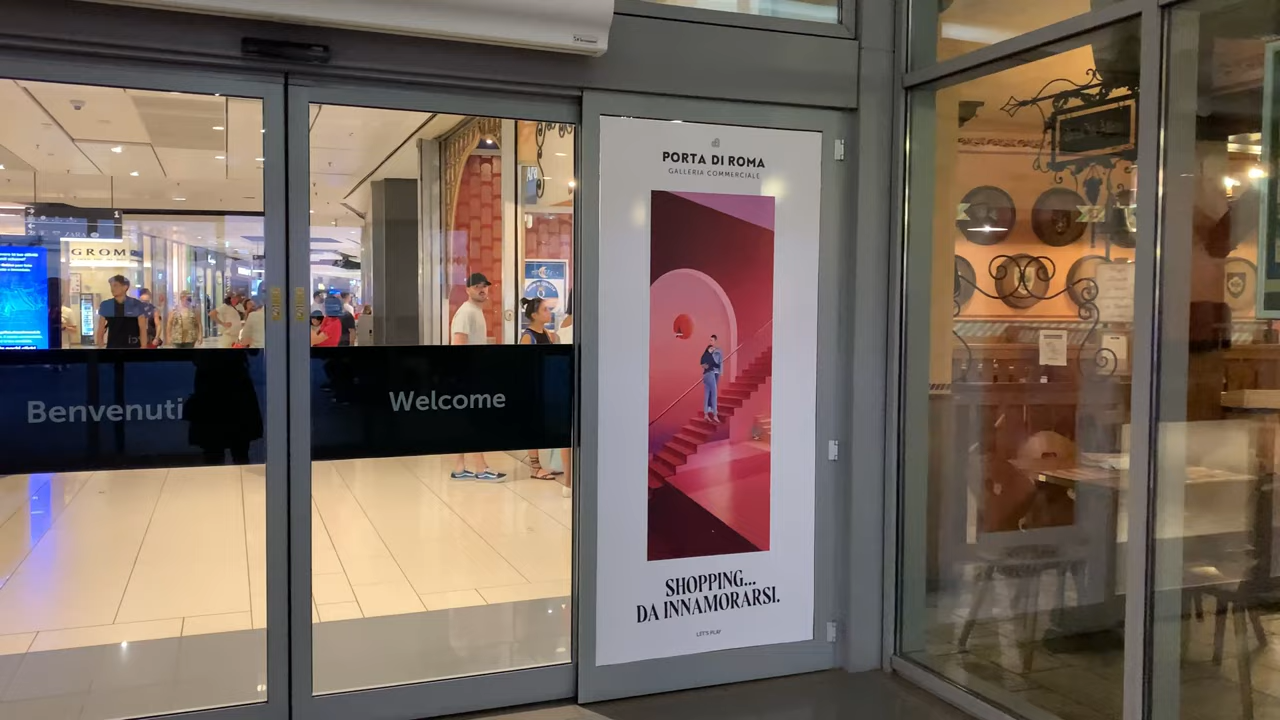 GROM
ZARA
Benvenuti
Welcome
PORTA DI ROMA
GALLERIA COMMERCIALE
SHOPPING...
DA INNAMORARSI.
LET'S PLAY